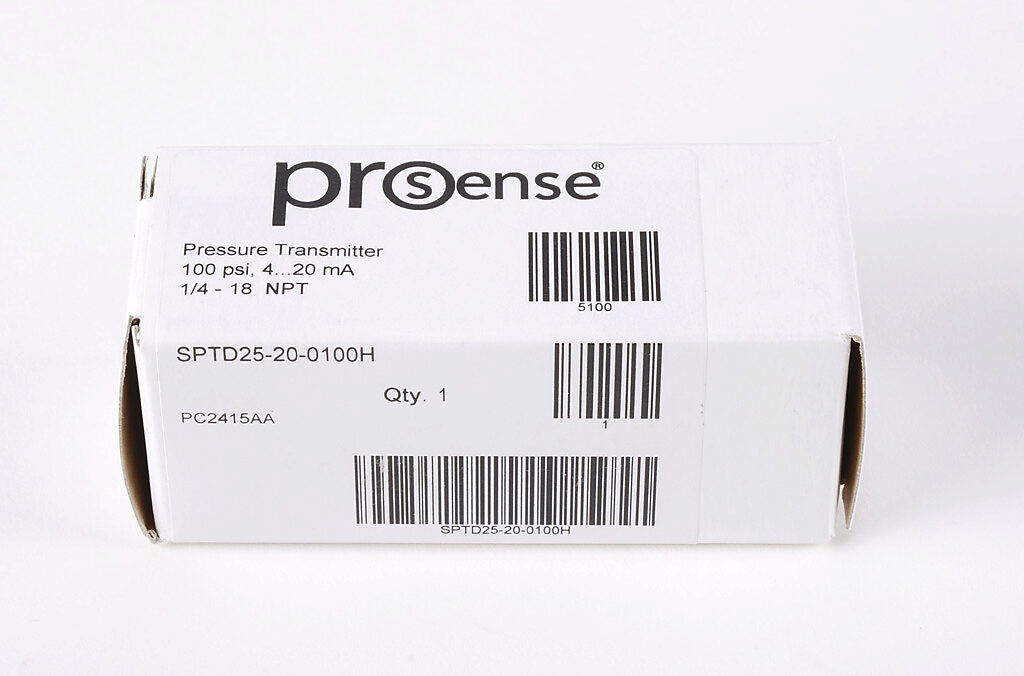 prosense®
Pressure Transmitter
100 psi, 4...20 mA
1/4 - 18 NPT
5100
SPTD25-20-0100H
Qty. 1
PC2415AA
1
SPTD25-20-0100H